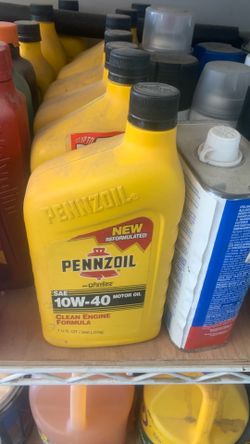 PENNZOIL
NEW
REFORMULATED!
PENNZOIL
SAE
10W-40 MOTOR OIL
CLEAN ENGINE
FORMULA